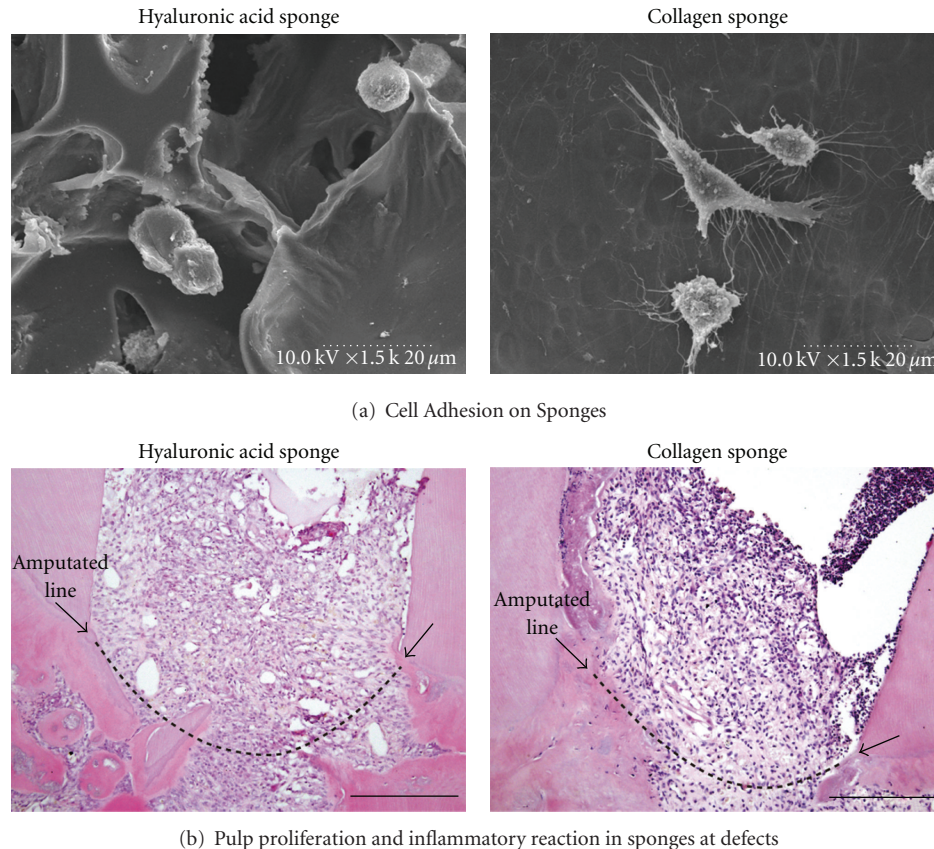 Hyaluronic acid sponge
Collagen sponge
10.0 kV ×1.5 k 20 μm
10.0 kV ×1.5 k 20 μm
(a) Cell Adhesion on Sponges
Hyaluronic acid sponge
Collagen sponge
Amputated
line
Amputated
line
(b) Pulp proliferation and inflammatory reaction in sponges at defects